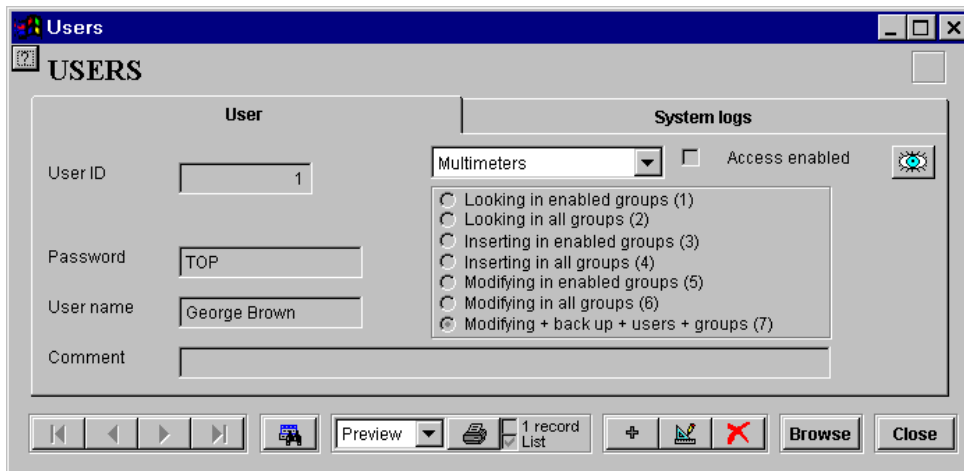 Users
?
USERS
User
System logs
User ID
1
Multimeters
Access enabled
Looking in enabled groups (1)
Looking in all groups (2)
Inserting in enabled groups (3)
Inserting in all groups (4)
Modifying in enabled groups (5)
Modifying in all groups (6)
Modifying + back up + users + groups (7)
Password
TOP
User name
George Brown
Comment
Preview
1 record
List
Browse
Close